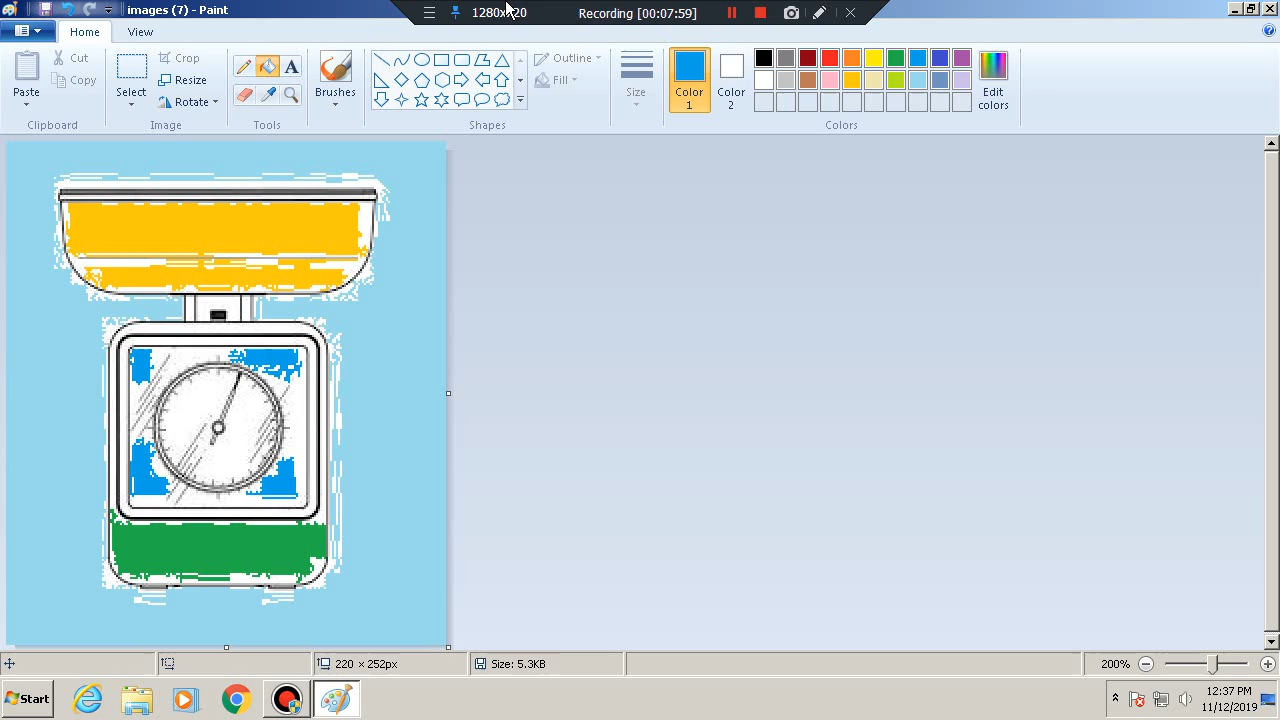 images (7) - Paint
1280x720
Recording [00:07:59]
Home
View
Paste
Cut
Copy
Clipboard
Select
Crop
Resize
Rotate
Image
Tools
Brushes
Outline
Fill
Shapes
Size
Color
1
Color
2
Edit
colors
Colors
220 × 252px
Size: 5.3KB
200%
Start
12:37 PM
11/12/2019